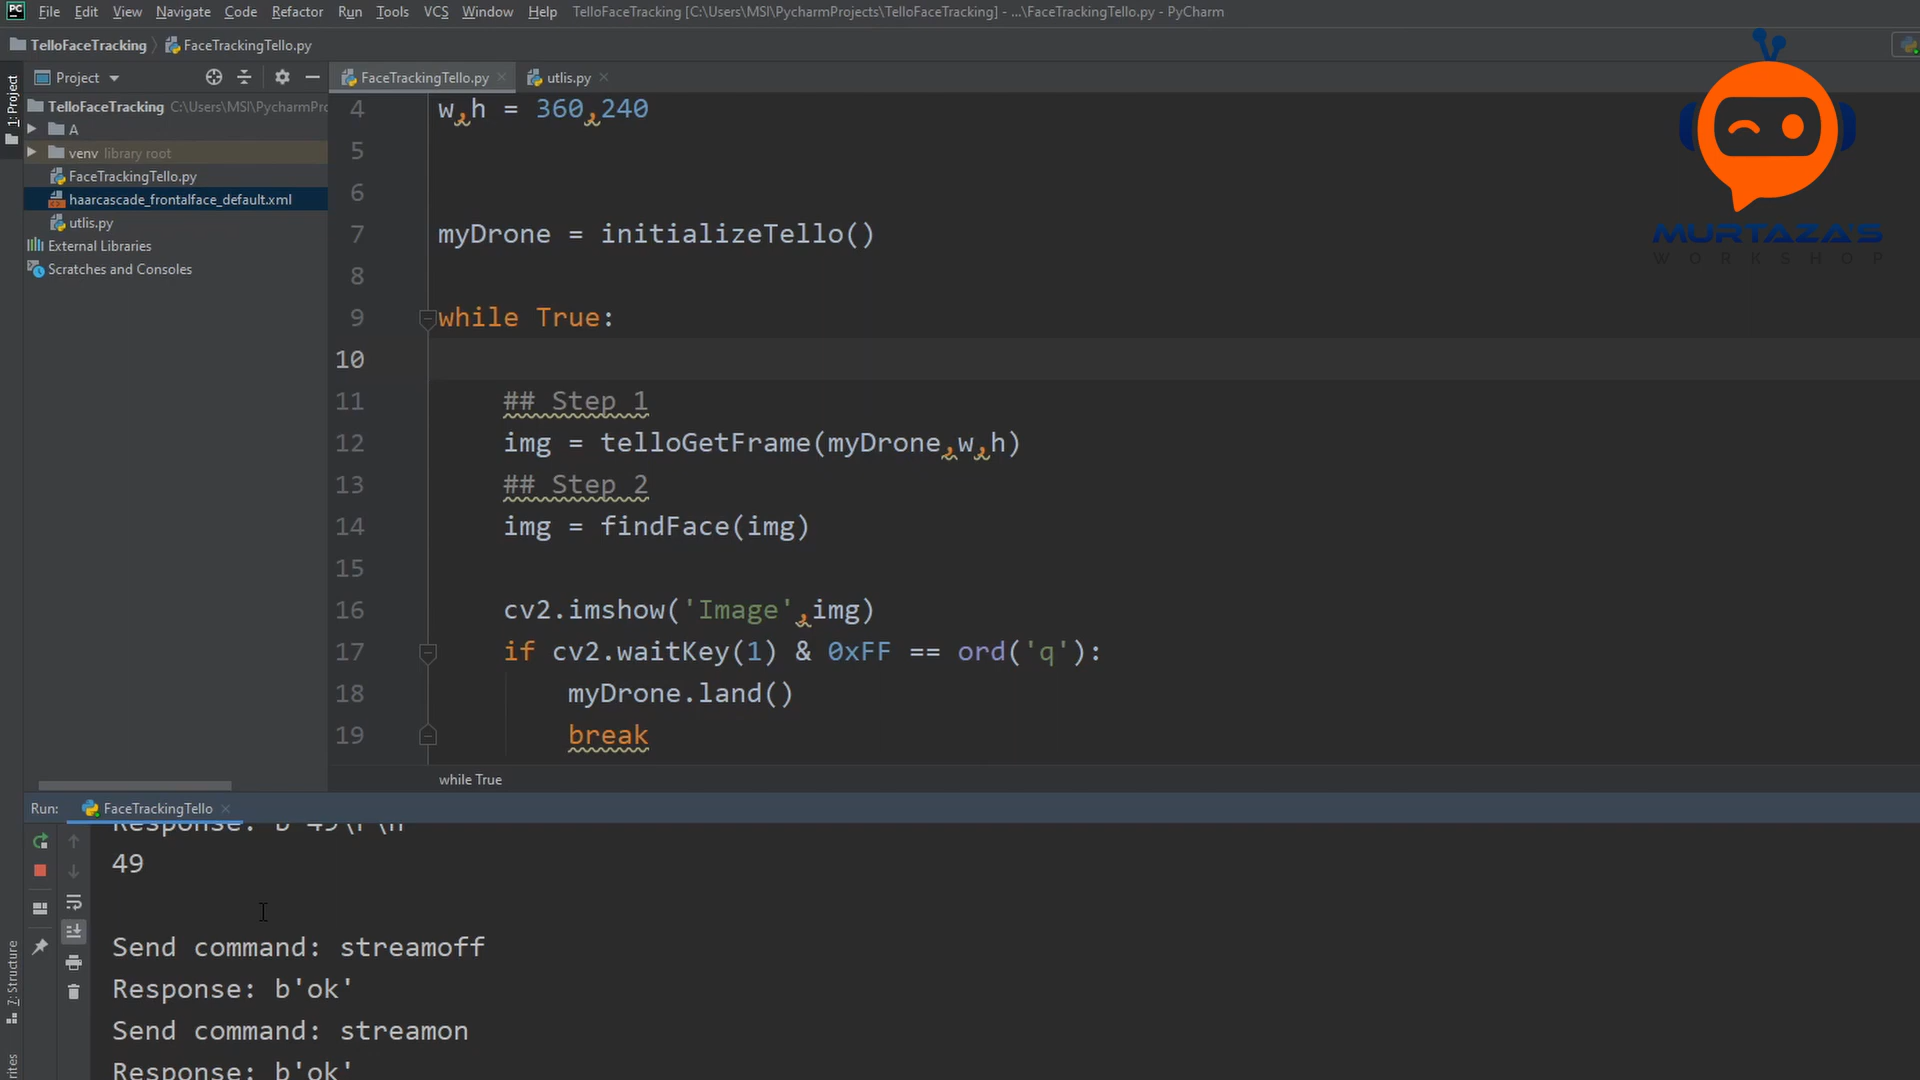 PC File Edit View Navigate Code Refactor Run Tools VCS Window Help TelloFaceTracking [C:\Users\MSI\PycharmProjects\TelloFaceTracking] - ...\FaceTrackingTello.py - PyCharm
TelloFaceTracking FaceTrackingTello.py
1: Project
Project
TelloFaceTracking C:\Users\MSI\PycharmPro
A
venv library root
FaceTrackingTello.py
haarcascade_frontalface_default.xml
utlis.py
External Libraries
Scratches and Consoles
FaceTrackingTello.py utlis.py
4 w,h = 360,240
5
6
7 myDrone = initializeTello()
8
9 while True:
10
11 ## Step 1
12 img = telloGetFrame(myDrone,w,h)
13 ## Step 2
14 img = findFace(img)
15
16 cv2.imshow('Image',img)
17 if cv2.waitKey(1) & 0xFF == ord('q'):
18 myDrone.land()
19 break
while True
MURTAZA'S
WORKSHOP
Run: FaceTrackingTello
Response: b'49\r\n'
49
Send command: streamoff
Response: b'ok'
Send command: streamon
Response: b'ok'
7: Structure